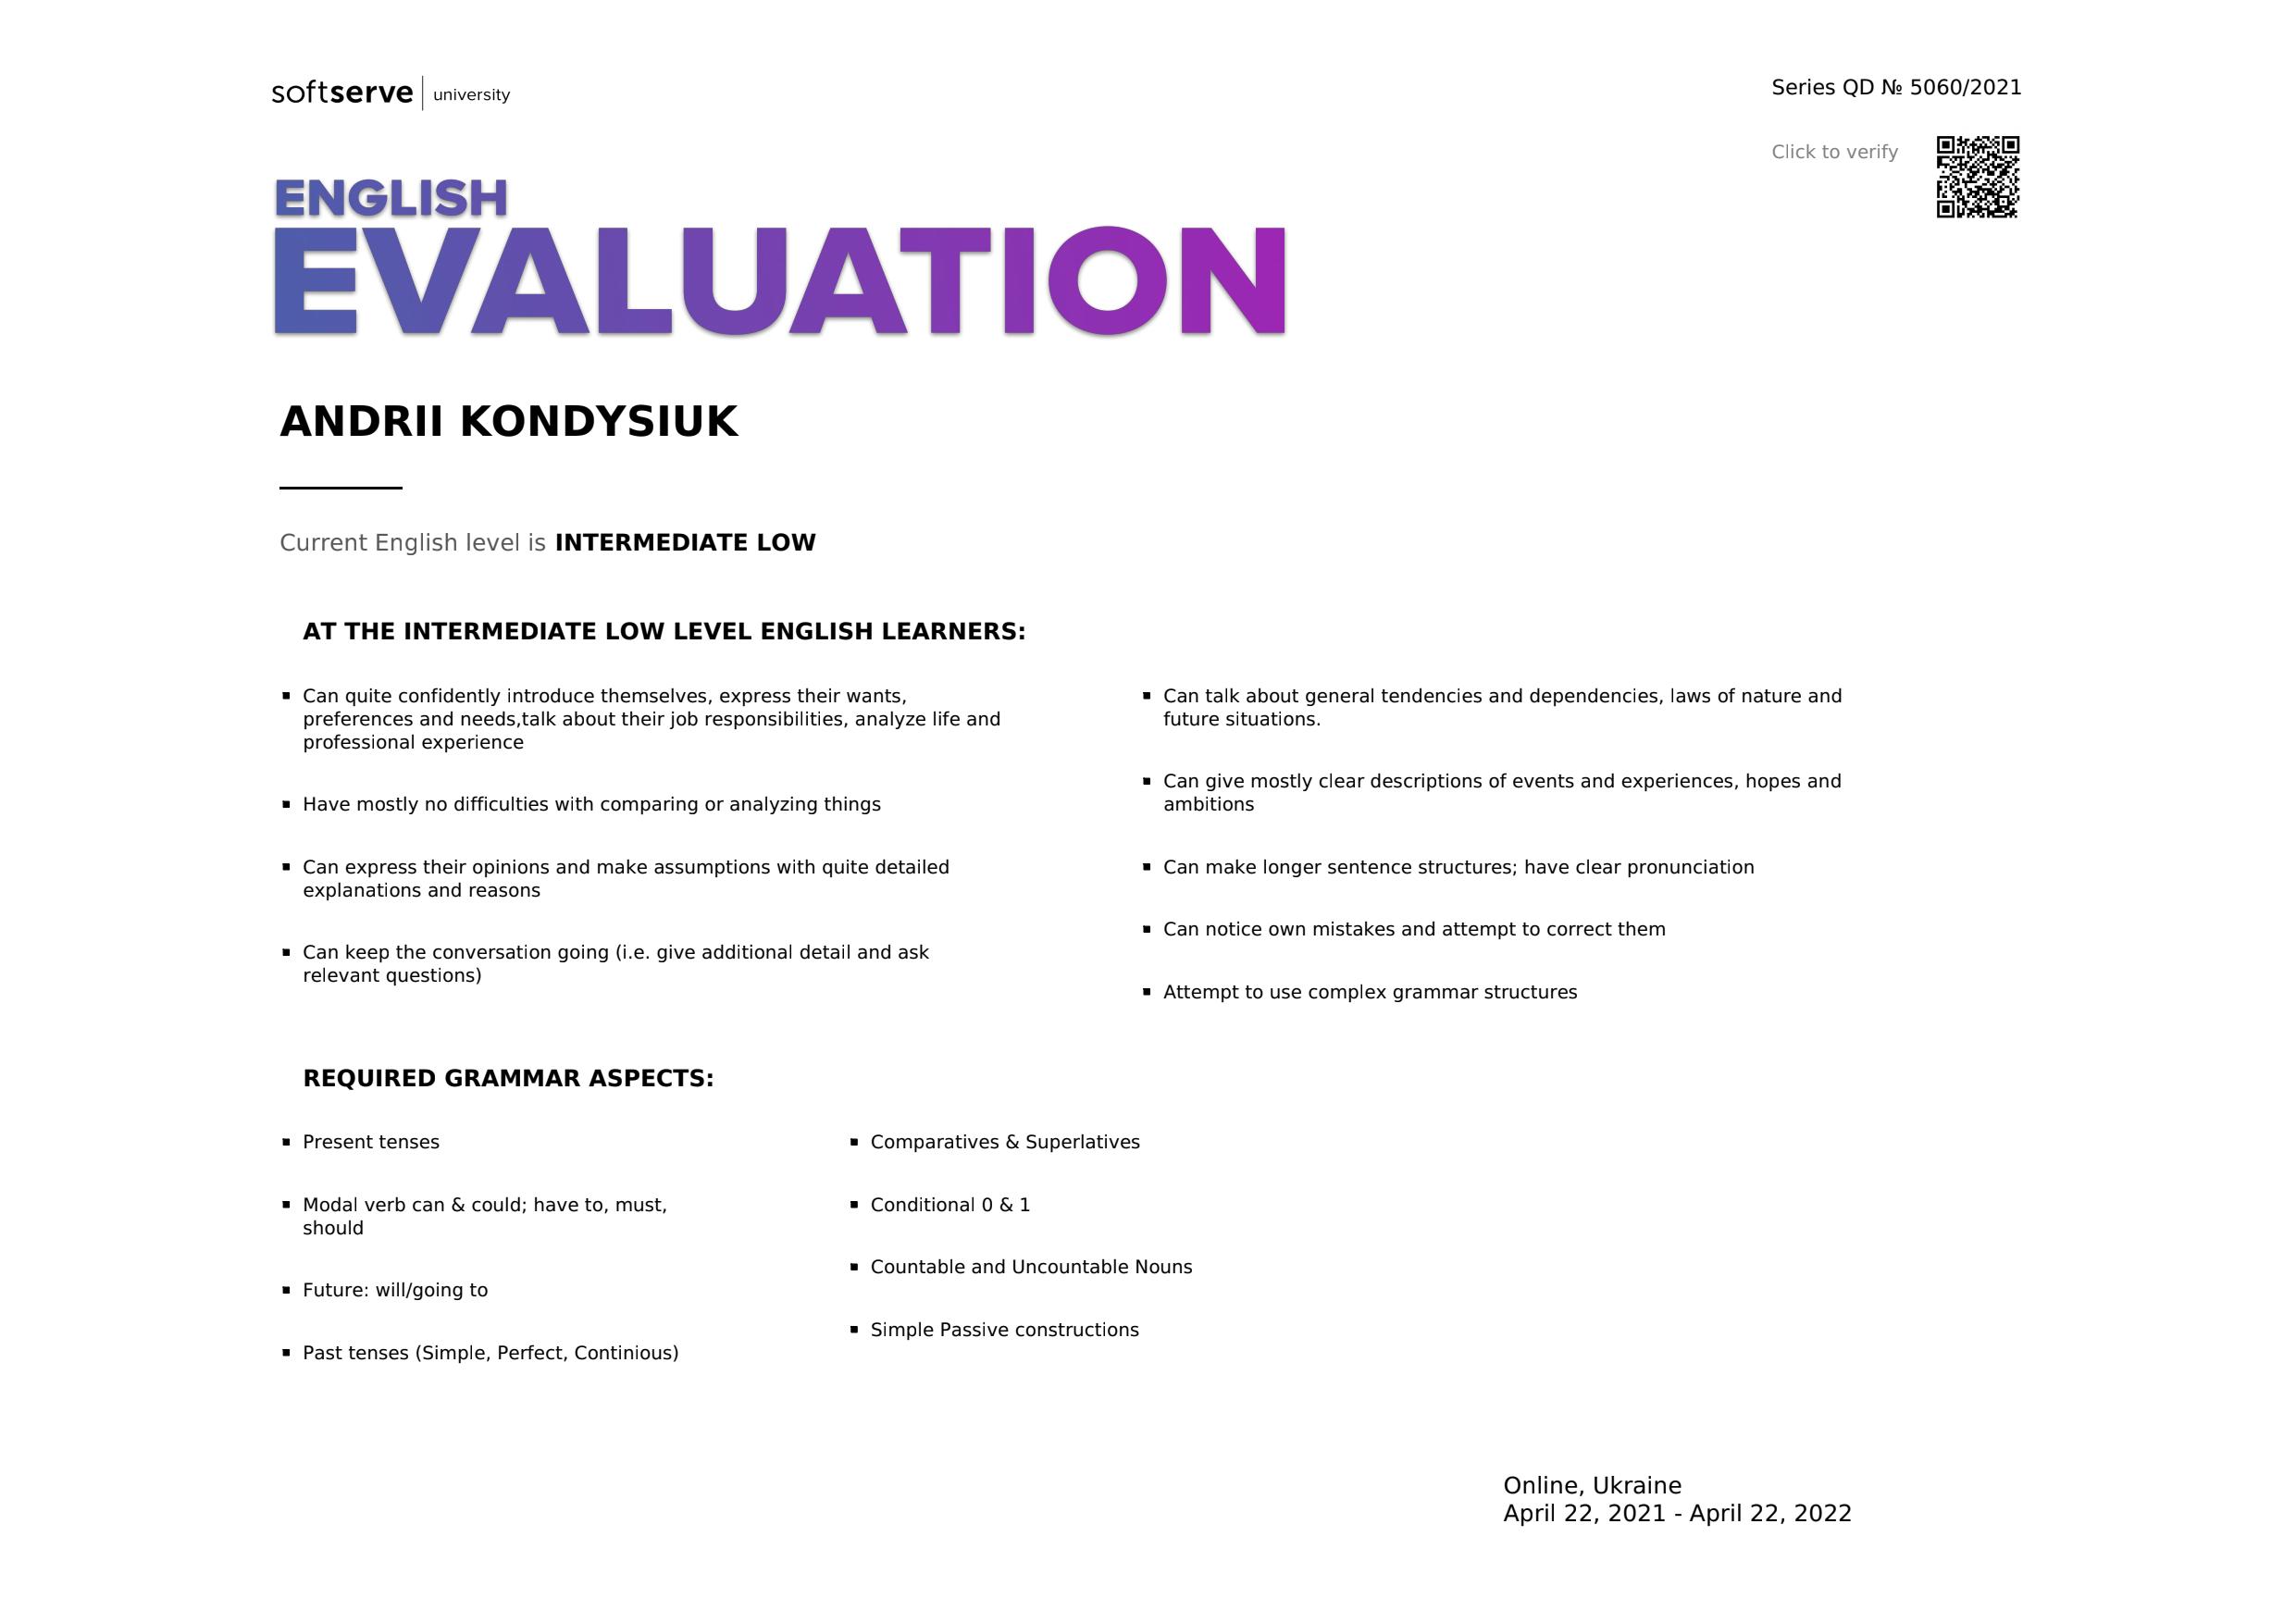 softserve | university
Series QD № 5060/2021
Click to verify
ENGLISH
EVALUATION
ANDRII KONDYSIUK
Current English level is INTERMEDIATE LOW
AT THE INTERMEDIATE LOW LEVEL ENGLISH LEARNERS:
▪ Can quite confidently introduce themselves, express their wants,
preferences and needs,talk about their job responsibilities, analyze life and
professional experience
▪ Have mostly no difficulties with comparing or analyzing things
▪ Can express their opinions and make assumptions with quite detailed
explanations and reasons
▪ Can keep the conversation going (i.e. give additional detail and ask
relevant questions)
▪ Can talk about general tendencies and dependencies, laws of nature and
future situations.
▪ Can give mostly clear descriptions of events and experiences, hopes and
ambitions
▪ Can make longer sentence structures; have clear pronunciation
▪ Can notice own mistakes and attempt to correct them
▪ Attempt to use complex grammar structures
REQUIRED GRAMMAR ASPECTS:
▪ Present tenses
▪ Modal verb can & could; have to, must,
should
▪ Future: will/going to
▪ Past tenses (Simple, Perfect, Continious)
▪ Comparatives & Superlatives
▪ Conditional 0 & 1
▪ Countable and Uncountable Nouns
▪ Simple Passive constructions
Online, Ukraine
April 22, 2021 - April 22, 2022